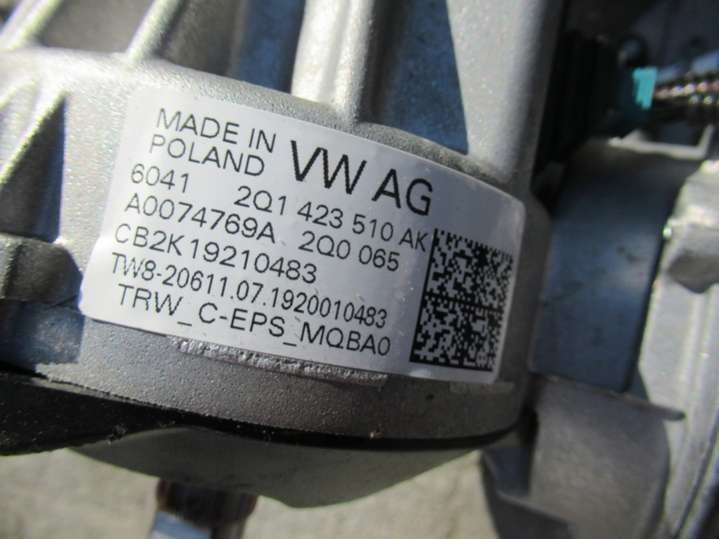 MADE IN
POLAND
VW AG
6041 2Q1 423 510 AK
A0074769A 2Q0 065
CB2K19210483
TW8-20611.07.1920010483
TRW_C-EPS_MQBA0